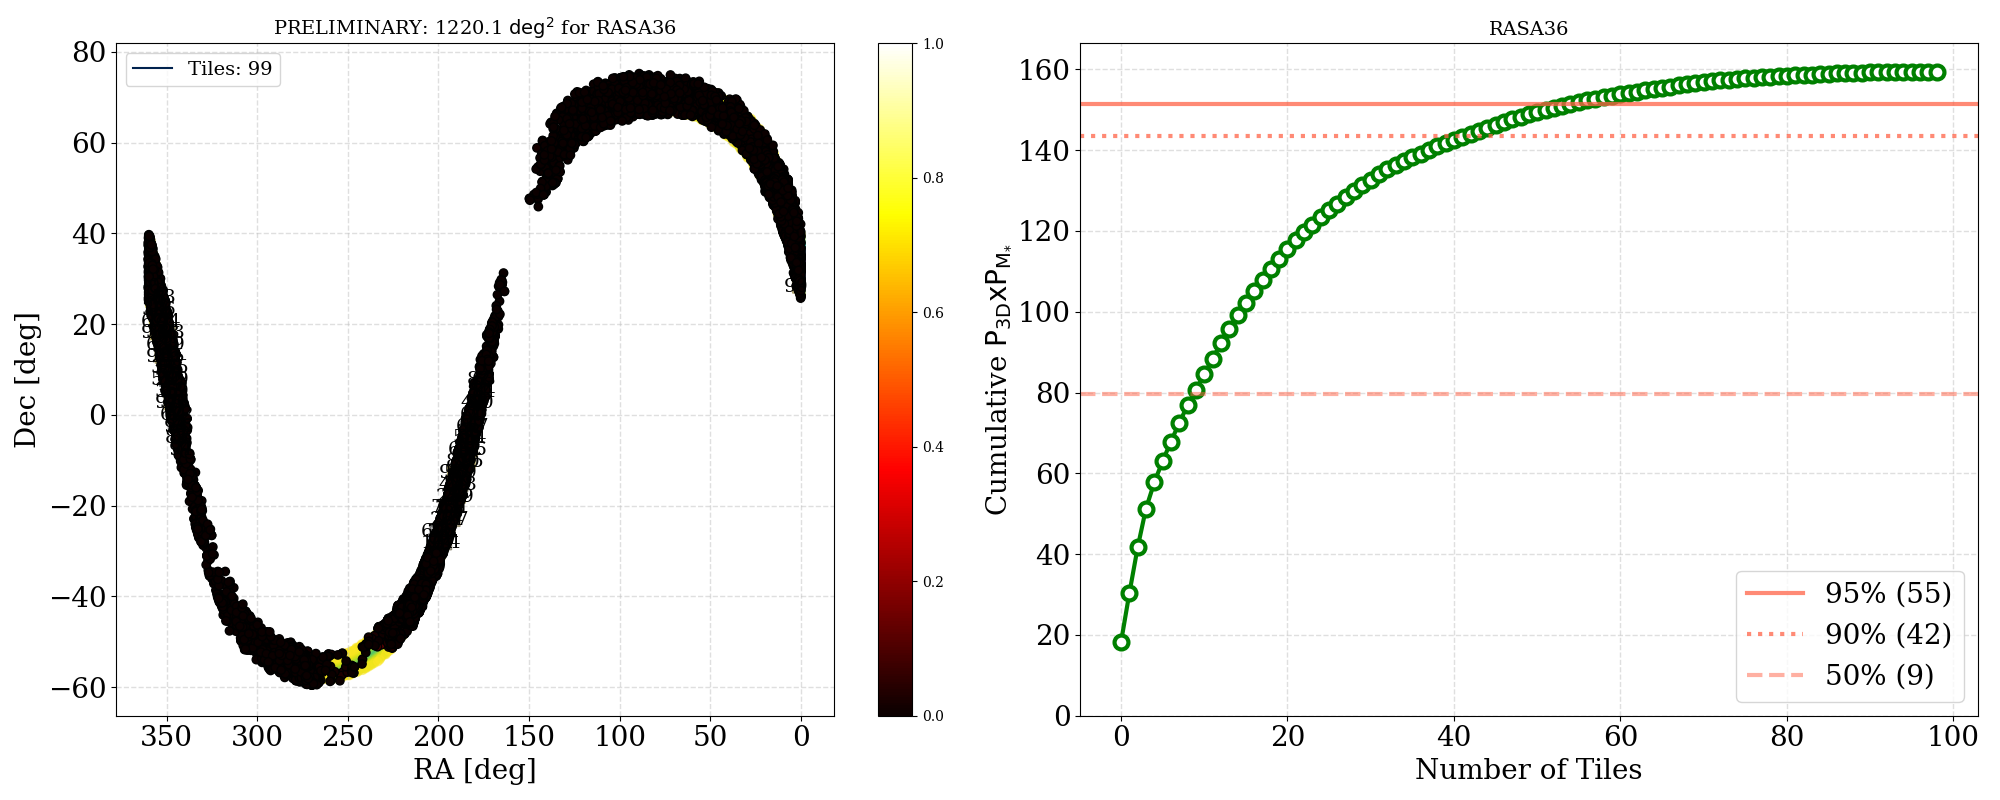 PRELIMINARY: 1220.1 deg² for RASA36
Tiles: 99
80
60
40
20
0
−20
−40
−60
Dec [deg]
350 300 250 200 150 100 50 0
RA [deg]
1.0
0.8
0.6
0.4
0.2
0.0
RASA36
160
140
120
100
80
60
40
20
0
Cumulative P3DxPM*
95% (55)
90% (42)
50% (9)
0 20 40 60 80 100
Number of Tiles